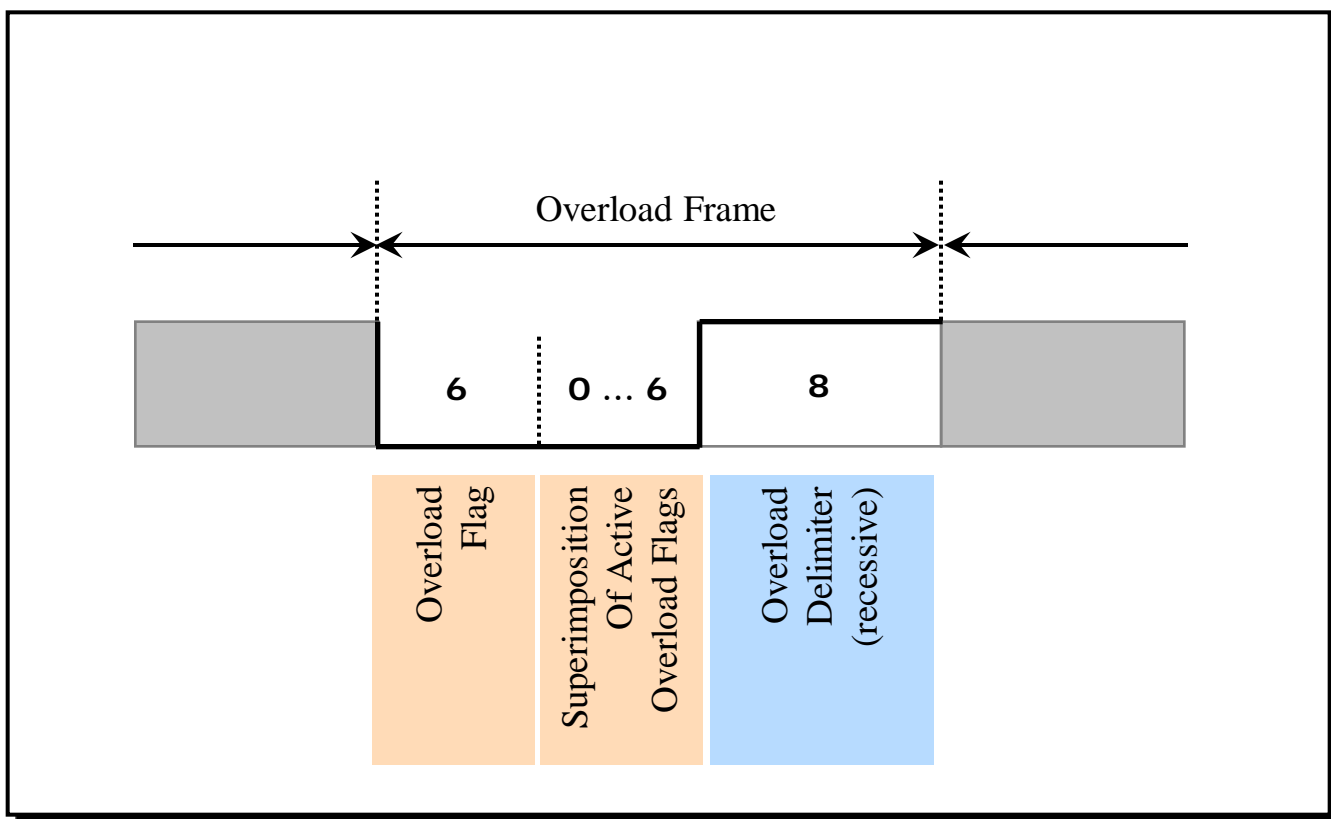 Overload Frame
6
0 ... 6
8
Overload
Flag
Superimposition
Of Active
Overload Flags
Overload
Delimiter
(recessive)